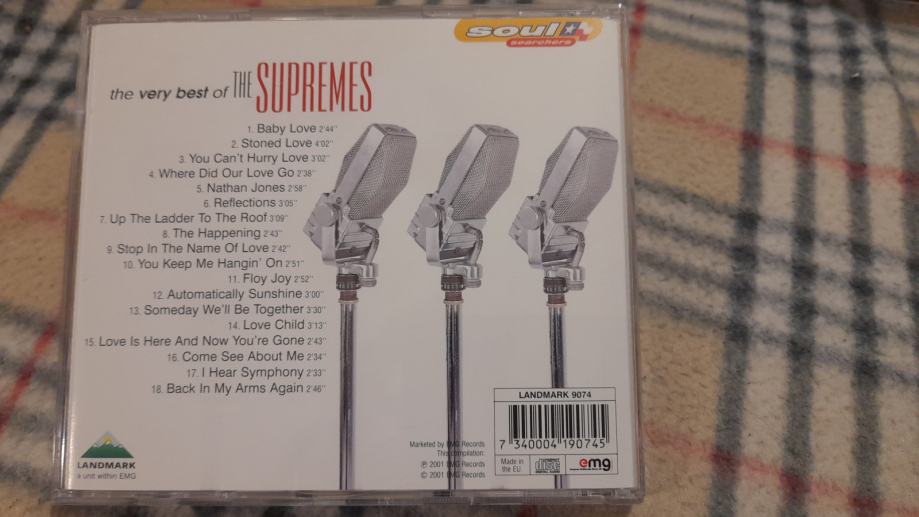 soul
searchers
the very best of THE SUPREMES
1. Baby Love 2'44"
2. Stoned Love 4'02"
3. You Can't Hurry Love 3'02"
4. Where Did Our Love Go 2'38"
5. Nathan Jones 2'58"
6. Reflections 3'05"
7. Up The Ladder To The Roof 3'09"
8. The Happening 2'43"
9. Stop In The Name Of Love 2'42"
10. You Keep Me Hangin' On 2'51"
11. Floy Joy 2'52"
12. Automatically Sunshine 3'00"
13. Someday We'll Be Together 3'30"
14. Love Child 3'13"
15. Love Is Here And Now You're Gone 2'43"
16. Come See About Me 2'34"
17. I Hear Symphony 2'33"
18. Back In My Arms Again 2'46"
LANDMARK
a unit within EMG
Marketed by EMG Records
This compilation:
℗ 2001 EMG Records
© 2001 EMG Records
LANDMARK 9074
7 340004 190745
Made in
the EU
COMPACT
disc
DIGITAL AUDIO
emg